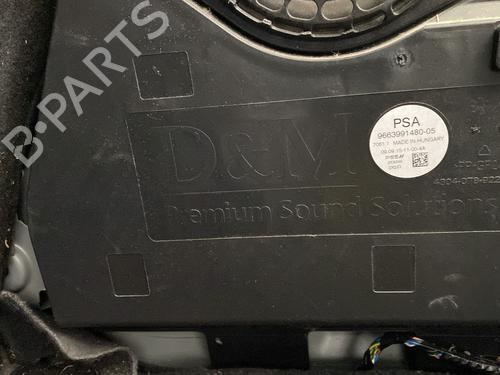 B-PARTS
D&M
Premium Sound Solutions
PSA
9663991480-05
MADE IN HUNGARY